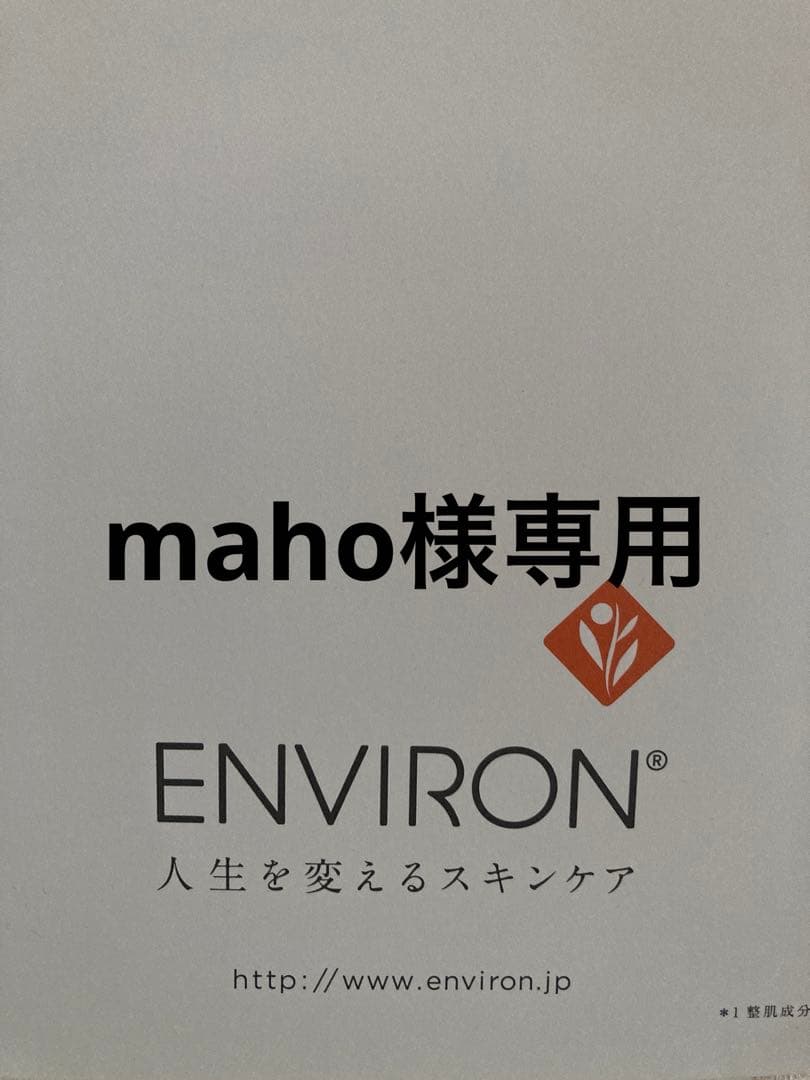 maho様専用
ENVIRON®
人生を変えるスキンケア
http://www.environ.jp
*1 整肌成分